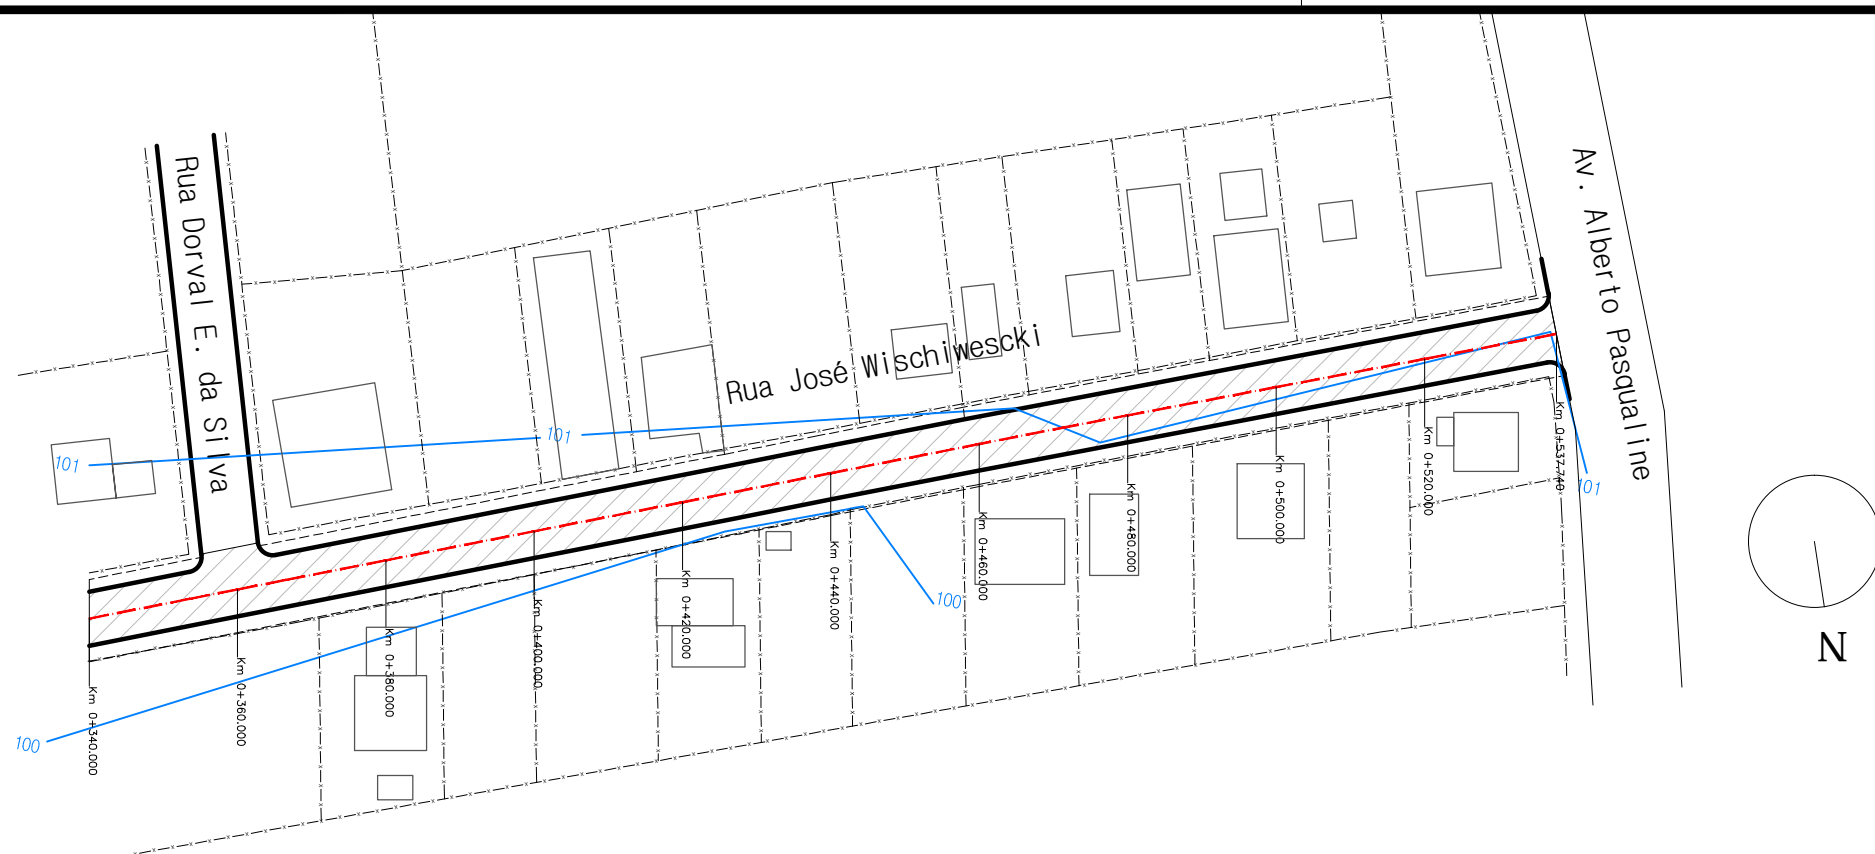 Rua Dorval E. da Silva
Rua José Wischiwescki
Av. Alberto Pasqualine
101
101
101
100
100
Km 0+340.000
Km 0+360.000
Km 0+380.000
Km 0+400.000
Km 0+420.000
Km 0+440.000
Km 0+460.000
Km 0+480.000
Km 0+500.000
Km 0+520.000
Km 0+537.740
N